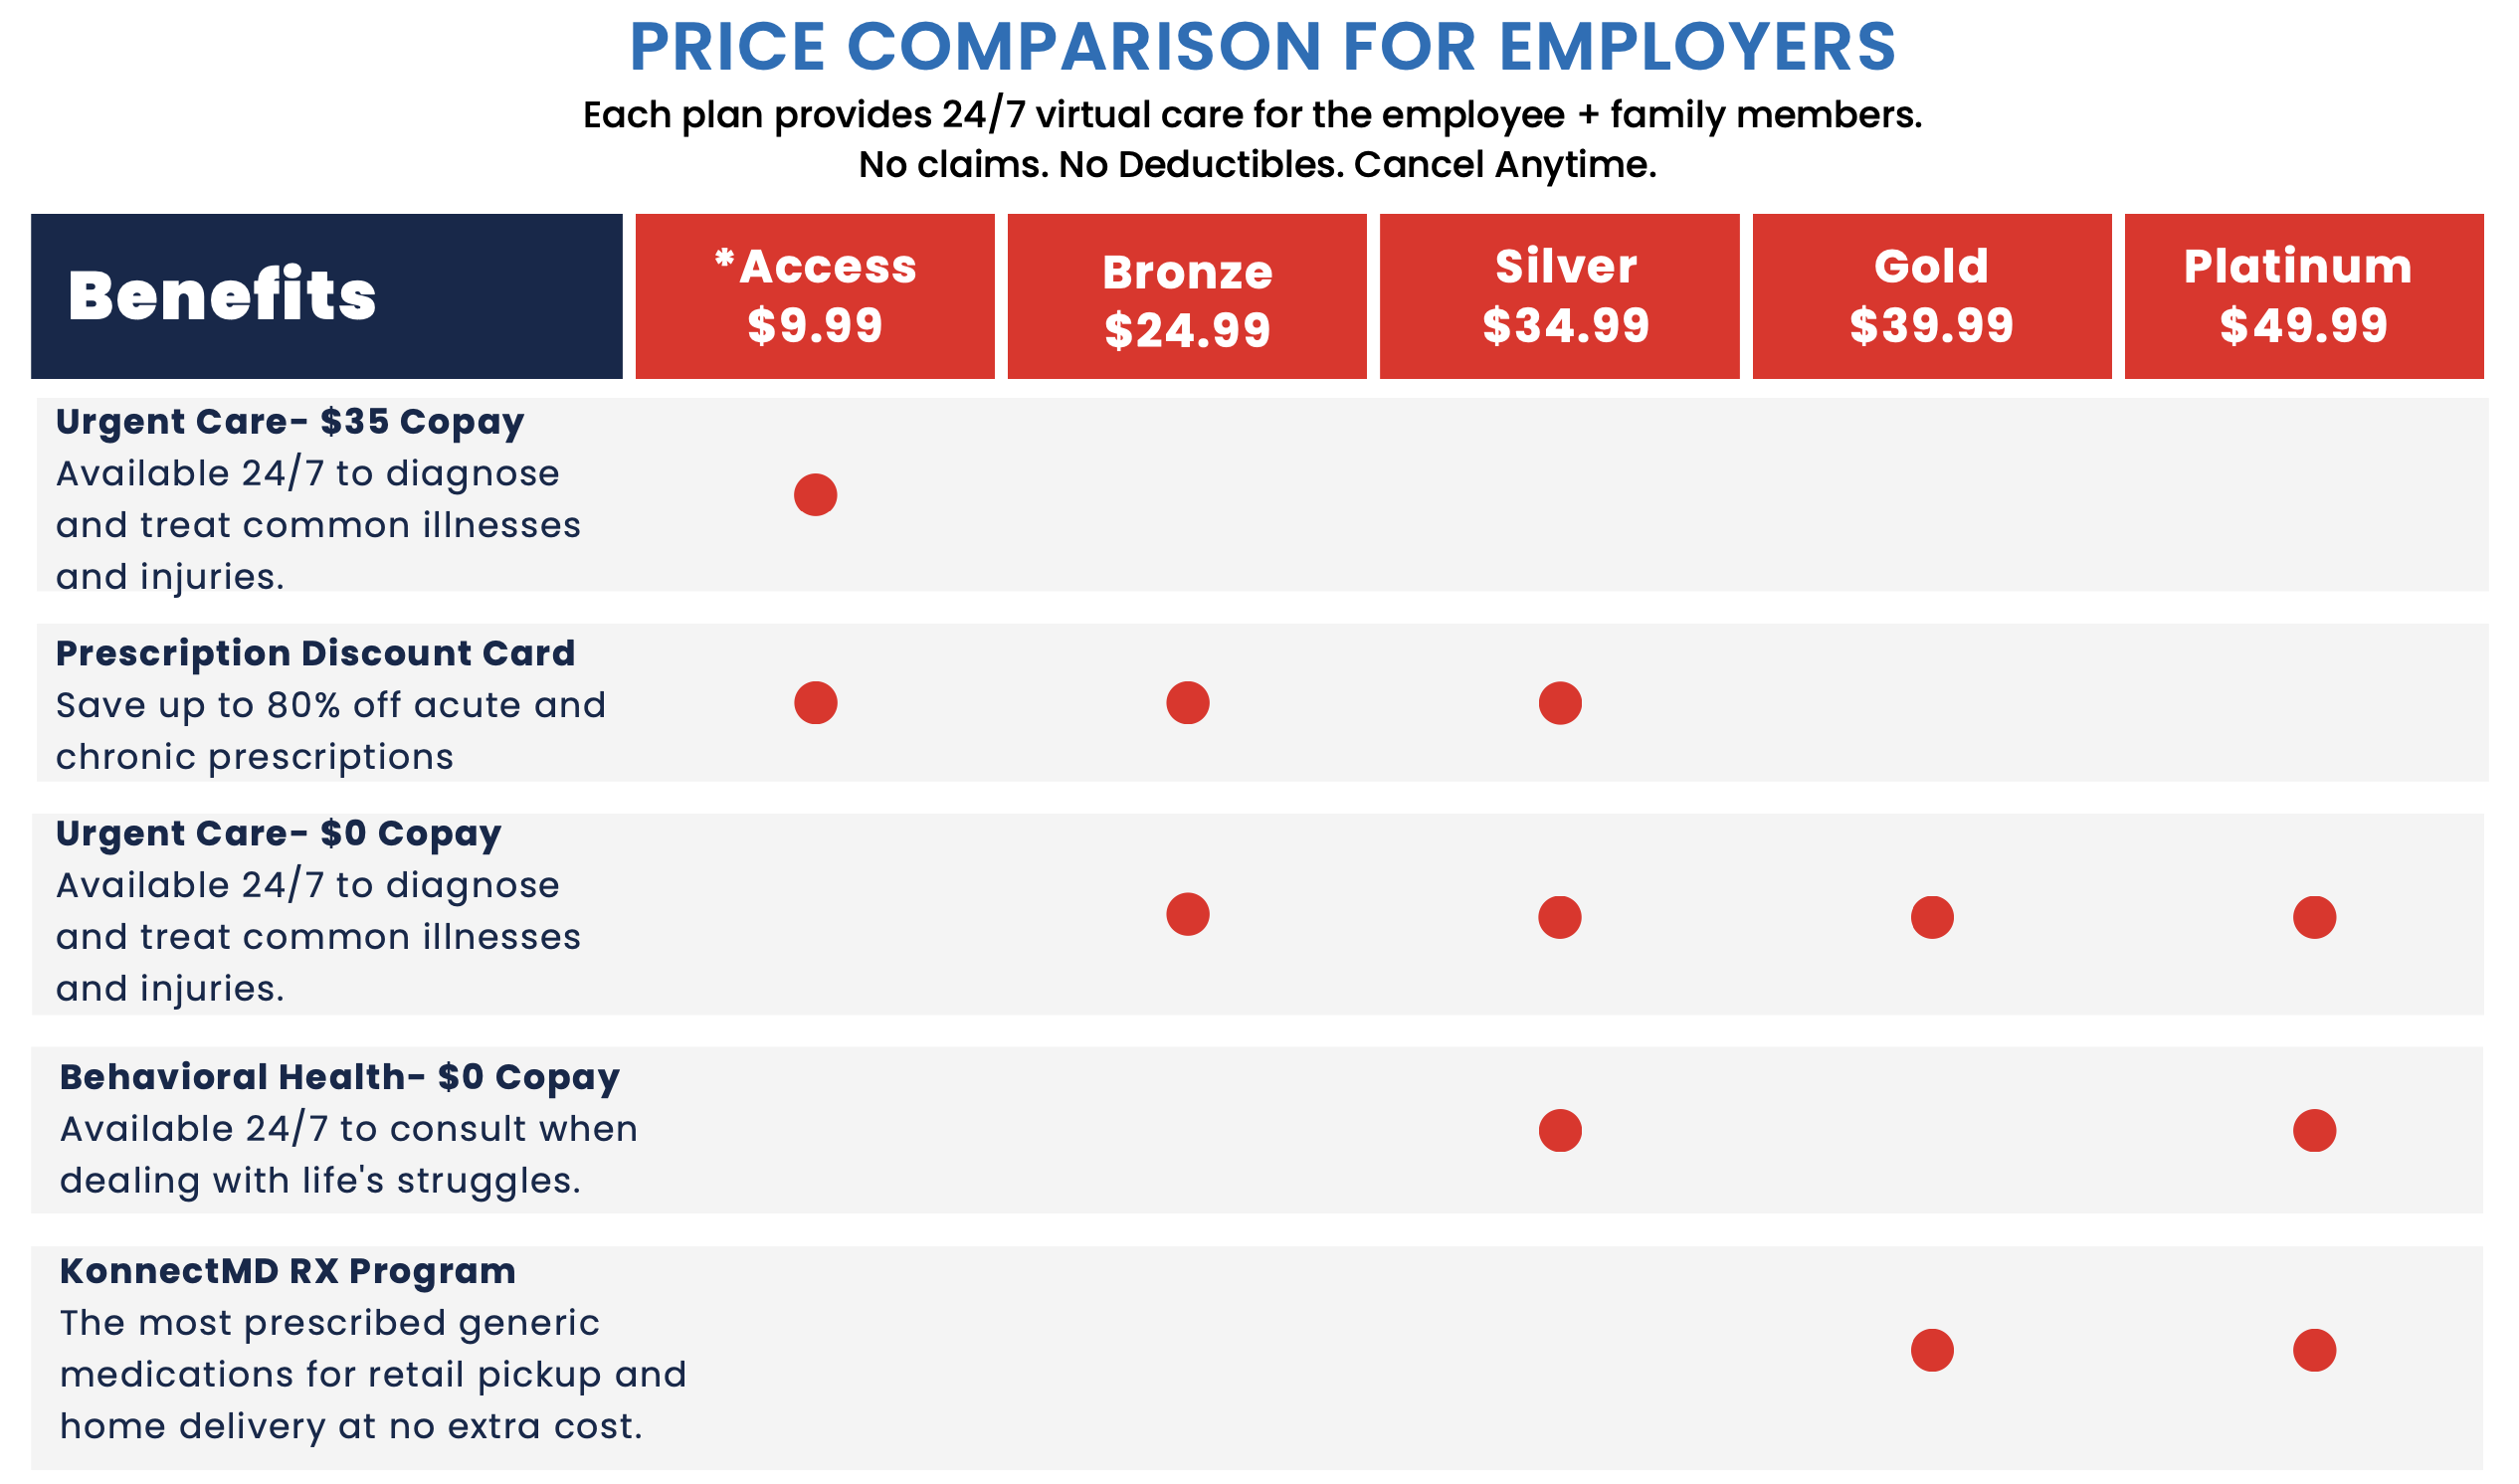 PRICE COMPARISON FOR EMPLOYERS
Each plan provides 24/7 virtual care for the employee + family members.
No claims. No Deductibles. Cancel Anytime.
Benefits
*Access
$9.99
Bronze
$24.99
Silver
$34.99
Gold
$39.99
Platinum
$49.99
Urgent Care- $35 Copay
Available 24/7 to diagnose
and treat common illnesses
and injuries.
Prescription Discount Card
Save up to 80% off acute and
chronic prescriptions
Urgent Care- $0 Copay
Available 24/7 to diagnose
and treat common illnesses
and injuries.
Behavioral Health- $0 Copay
Available 24/7 to consult when
dealing with life's struggles.
KonnectMD RX Program
The most prescribed generic
medications for retail pickup and
home delivery at no extra cost.